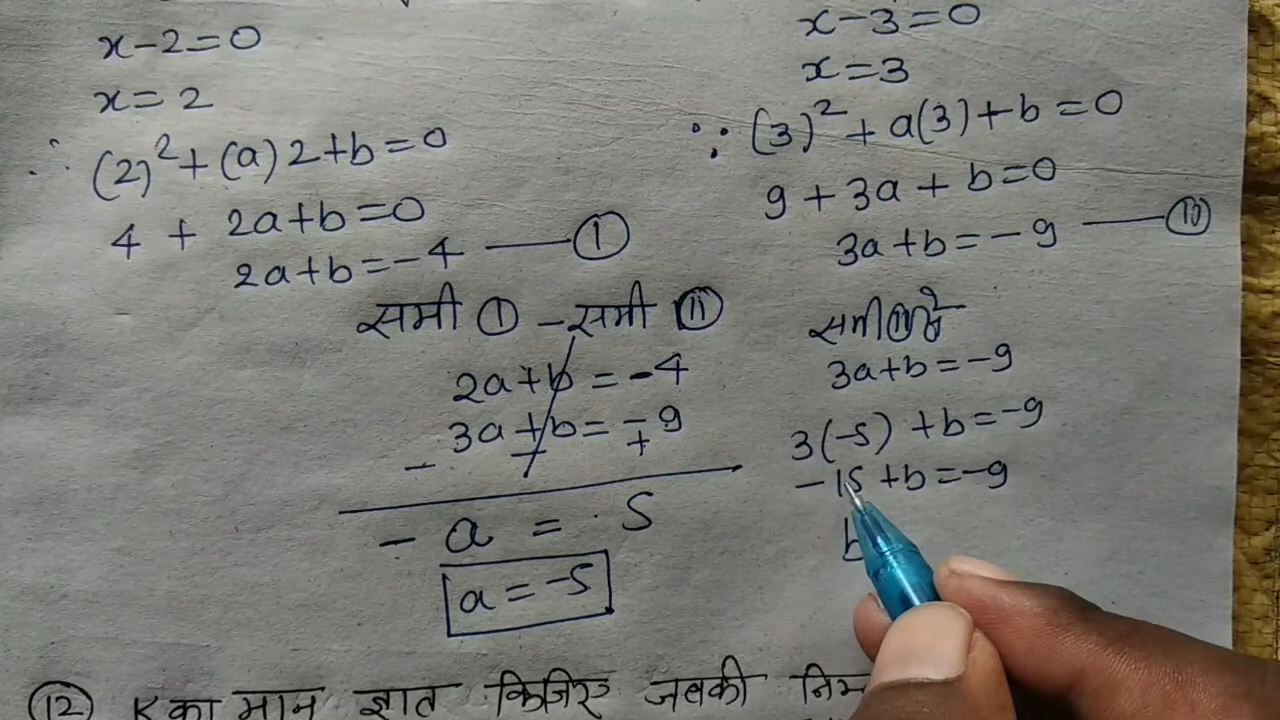 x-2=0
x=2
∴ (2)²+(a)2+b=0
4 + 2a+b=0
2a+b=-4 —— ①
x-3=0
x=3
∵ (3)²+a(3)+b=0
9+3a+b=0
3a+b=-9 —— ⑪
समी ① - समी ⑪
2a+b=-4
3a+b=-9
- - +
-a = 5
a=-5
समी ⑪ से
3a+b=-9
3(-5)+b=-9
-15+b=-9
b
⑫ K का मान ज्ञात किजिए जबकी